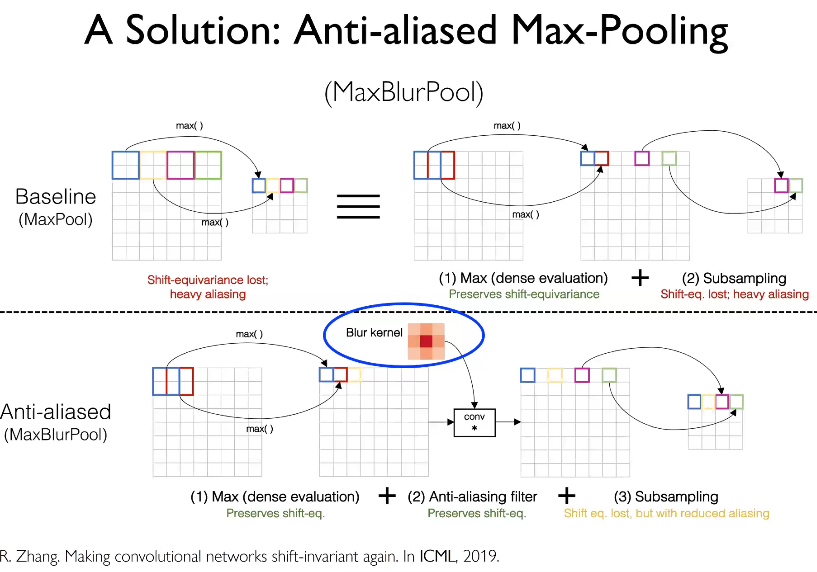 A Solution: Anti-aliased Max-Pooling
(MaxBlurPool)
max( )
max( )
Baseline
(MaxPool)
max( )
max( )
Shift-equivariance lost;
heavy aliasing
(1) Max (dense evaluation) + (2) Subsampling
Preserves shift-equivariance
Shift-eq. lost; heavy aliasing
Blur kernel
max( )
Anti-aliased
(MaxBlurPool)
max( )
conv
*
(1) Max (dense evaluation) + (2) Anti-aliasing filter + (3) Subsampling
Preserves shift-eq.
Preserves shift-eq.
Shift eq. lost, but with reduced aliasing
R. Zhang. Making convolutional networks shift-invariant again. In ICML, 2019.